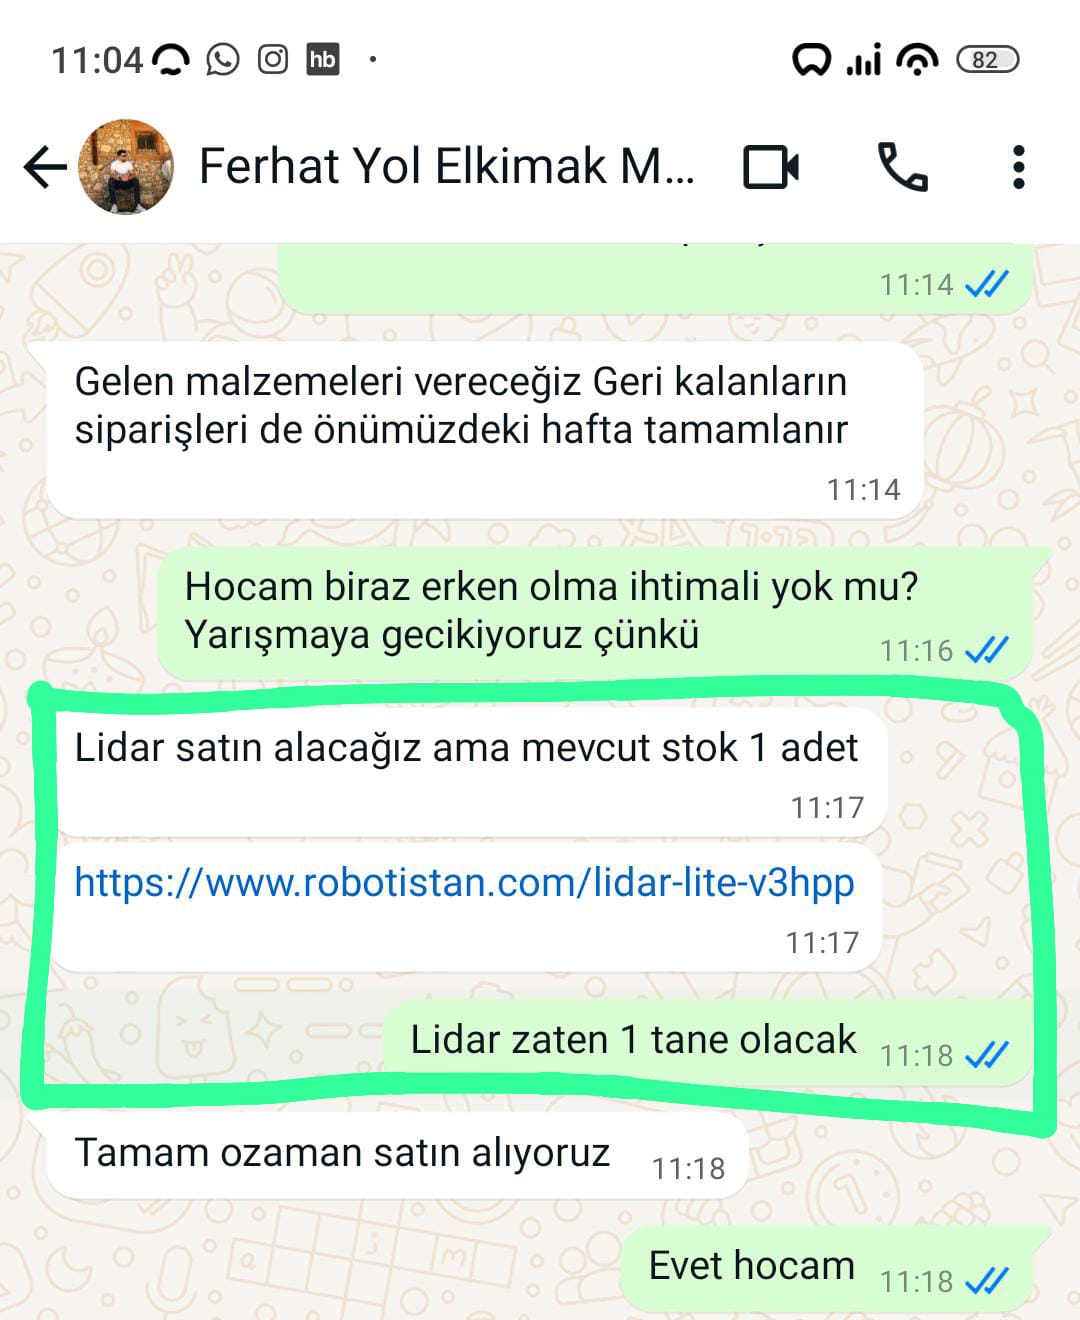 11:04 hb 82
Ferhat Yol Elkimak M...
11:14
Gelen malzemeleri vereceğiz Geri kalanların
siparişleri de önümüzdeki hafta tamamlanır
11:14
Hocam biraz erken olma ihtimali yok mu?
Yarışmaya gecikiyoruz çünkü 11:16
Lidar satın alacağız ama mevcut stok 1 adet
11:17
https://www.robotistan.com/lidar-lite-v3hpp
11:17
Lidar zaten 1 tane olacak 11:18
Tamam ozaman satın alıyoruz 11:18
Evet hocam 11:18